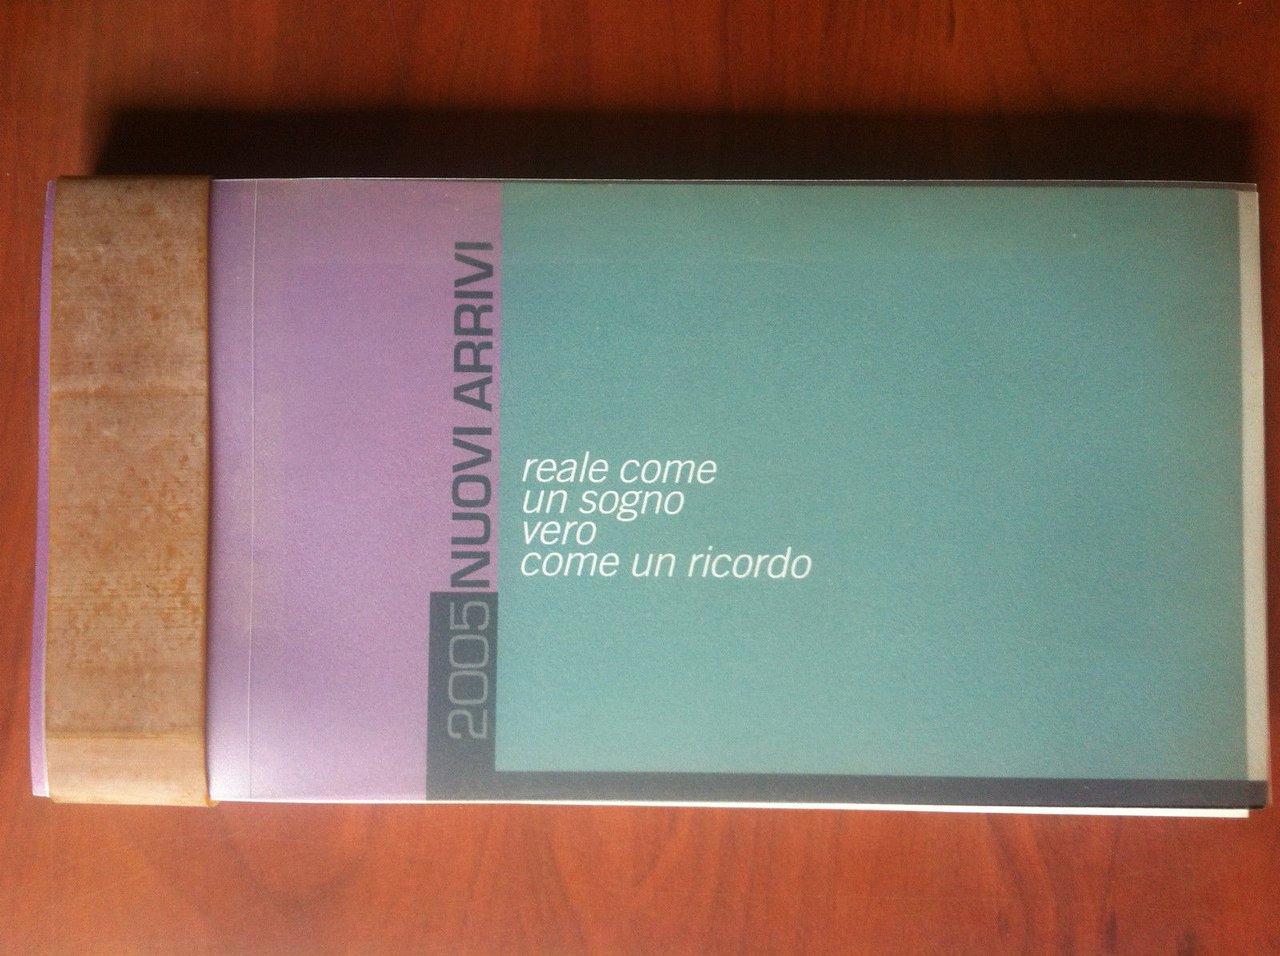 2005 NUOVI ARRIVI
reale come
un sogno
vero
come un ricordo